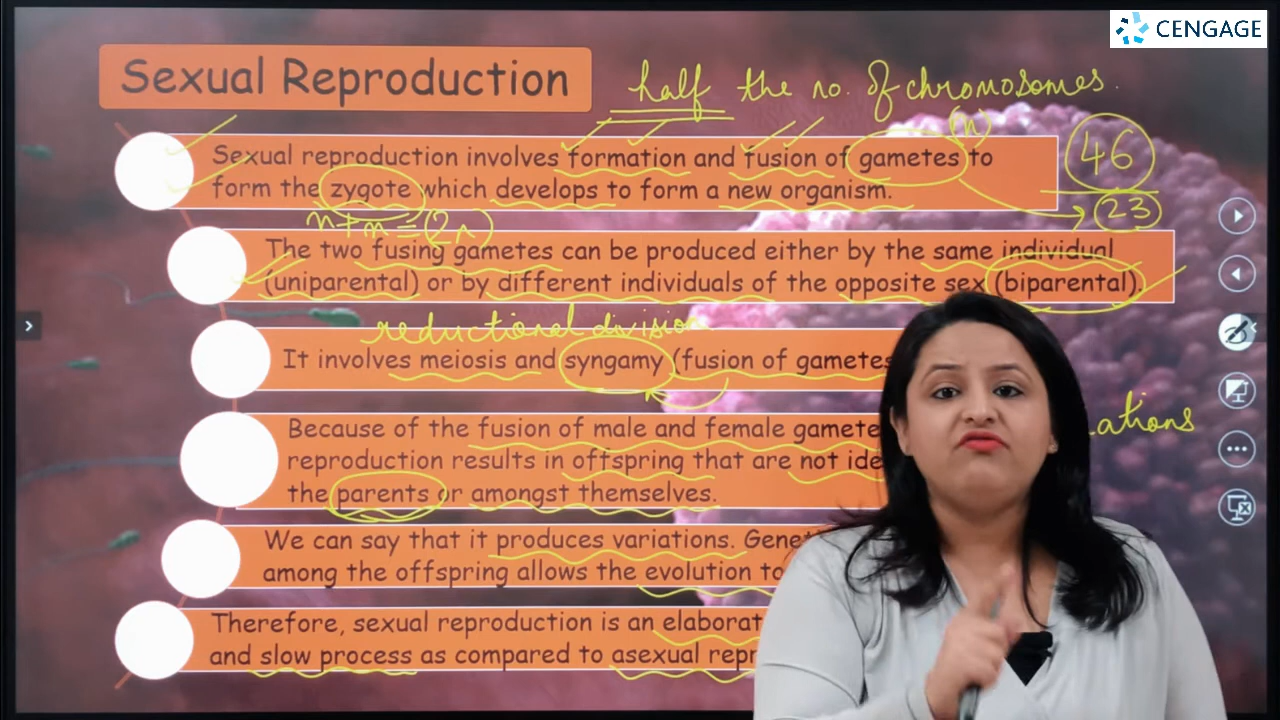 CENGAGE
Sexual Reproduction
half the no. of chromosomes.
(n)
Sexual reproduction involves formation and fusion of gametes to
form the zygote which develops to form a new organism.
46
23
n+n=(2n)
The two fusing gametes can be produced either by the same individual
(uniparental) or by different individuals of the opposite sex (biparental).
reductional division
It involves meiosis and syngamy (fusion of gametes
Because of the fusion of male and female gamete
reproduction results in offspring that are not ide
the parents or amongst themselves.
ations
We can say that it produces variations. Genet
among the offspring allows the evolution to
Therefore, sexual reproduction is an elaborat
and slow process as compared to asexual repr